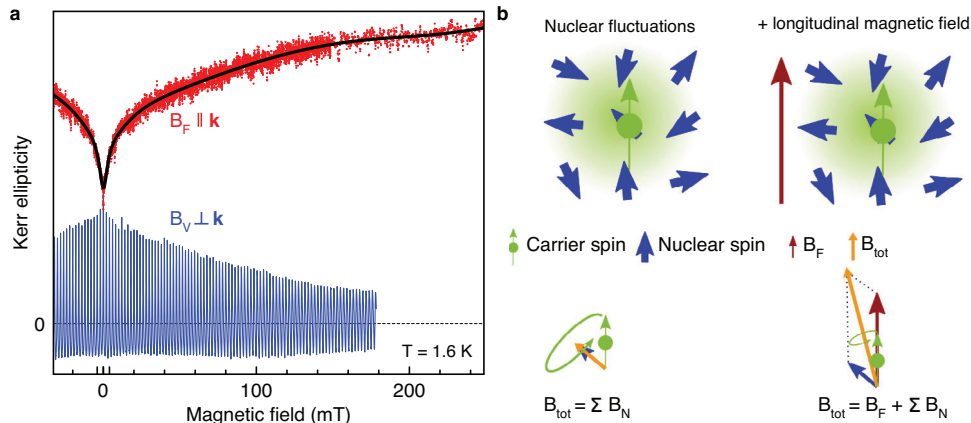 a
Kerr ellipticity
0
B_F ∥ k
B_V ⊥ k
T = 1.6 K
0 100 200
Magnetic field (mT)
b
Nuclear fluctuations
+ longitudinal magnetic field
Carrier spin Nuclear spin B_F B_tot
B_tot = Σ B_N
B_tot = B_F + Σ B_N